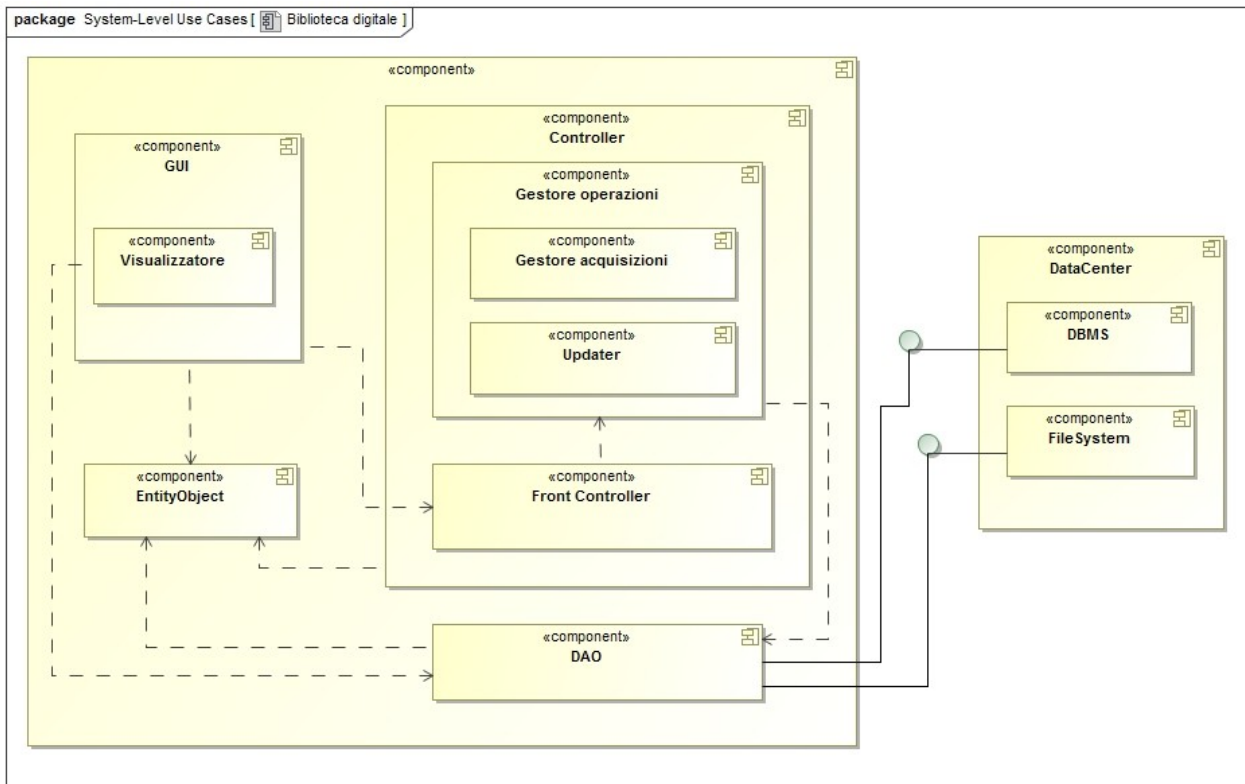 package System-Level Use Cases [ Biblioteca digitale ]
«component»
«component»
Controller
«component»
GUI
«component»
Gestore operazioni
«component»
Visualizzatore
«component»
Gestore acquisizioni
«component»
DataCenter
«component»
DBMS
«component»
Updater
«component»
FileSystem
«component»
EntityObject
«component»
Front Controller
«component»
DAO